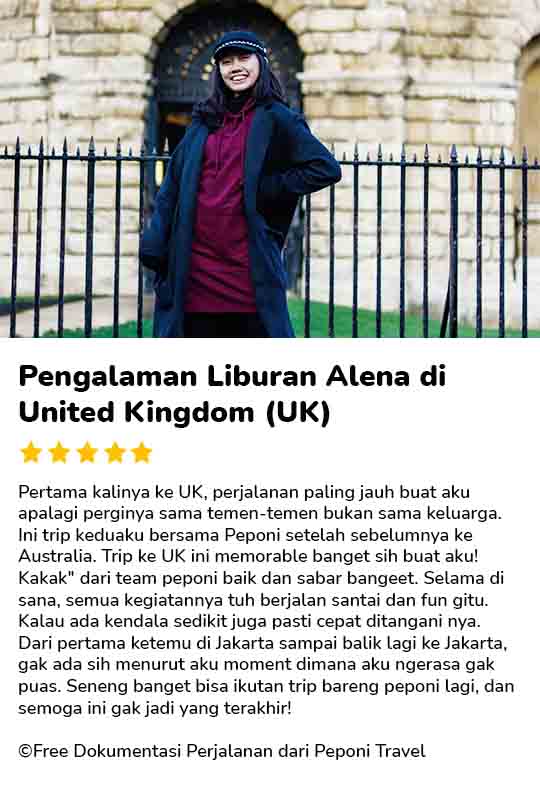 Pengalaman Liburan Alena di
United Kingdom (UK)
Pertama kalinya ke UK, perjalanan paling jauh buat aku
apalagi perginya sama temen-temen bukan sama keluarga.
Ini trip keduaku bersama Peponi setelah sebelumnya ke
Australia. Trip ke UK ini memorable banget sih buat aku!
Kakak" dari team peponi baik dan sabar bangeet. Selama di
sana, semua kegiatannya tuh berjalan santai dan fun gitu.
Kalau ada kendala sedikit juga pasti cepat ditangani nya.
Dari pertama ketemu di Jakarta sampai balik lagi ke Jakarta,
gak ada sih menurut aku moment dimana aku ngerasa gak
puas. Seneng banget bisa ikutan trip bareng peponi lagi, dan
semoga ini gak jadi yang terakhir!
©Free Dokumentasi Perjalanan dari Peponi Travel